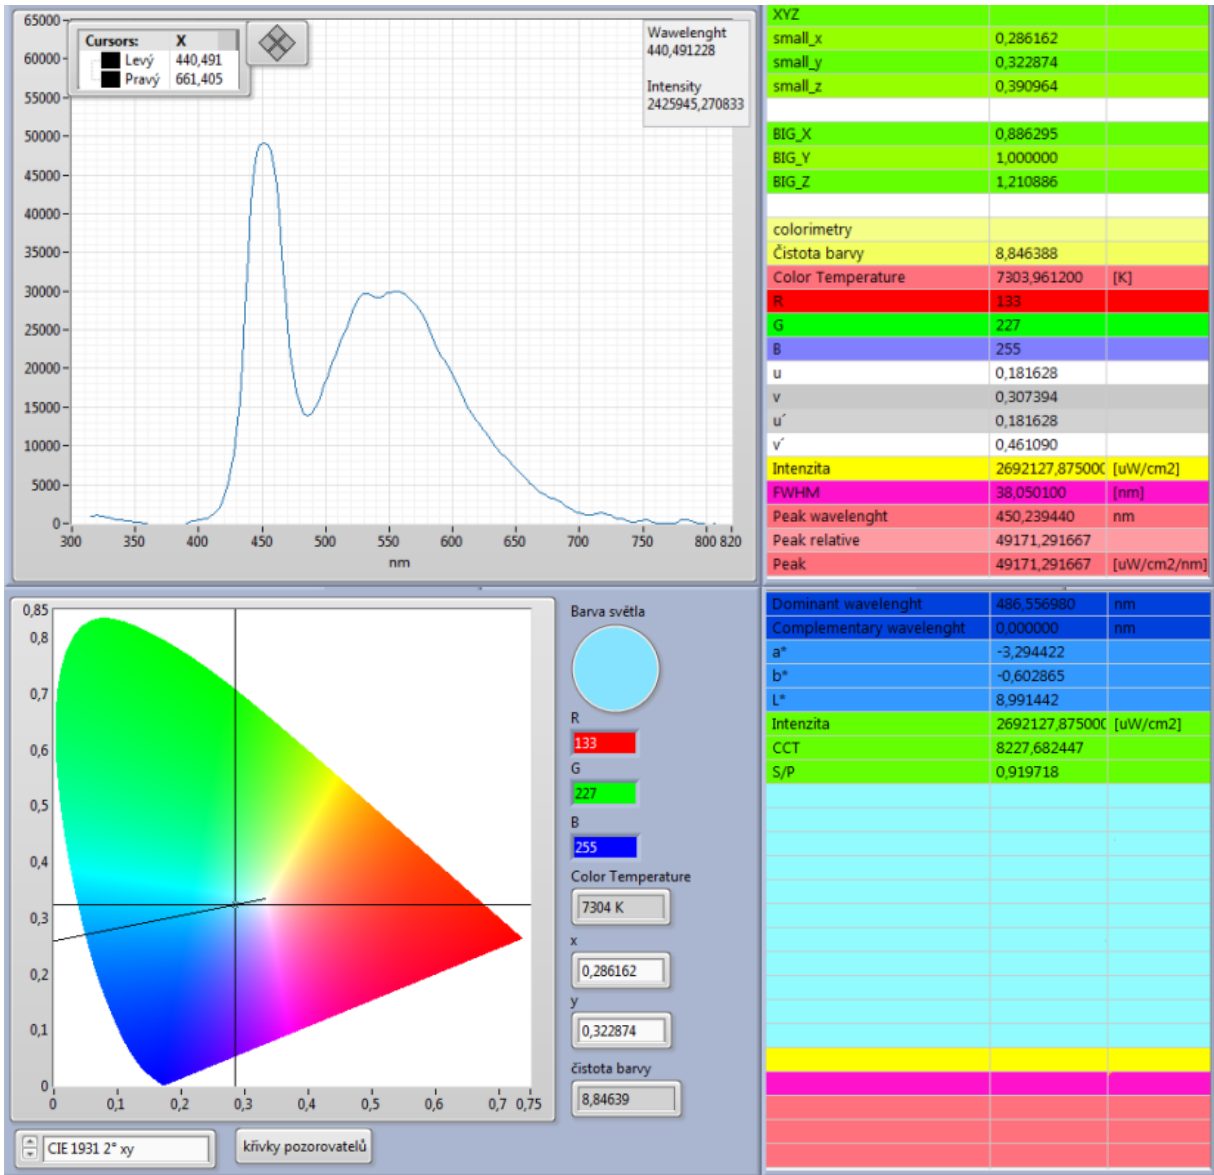 65000
60000
55000
50000
45000
40000
35000
30000
25000
20000
15000
10000
5000
0
300 350 400 450 500 550 600 650 700 750 800 820
nm
Cursors: X
Levý 440,491
Pravý 661,405
Wawelenght
440,491228
Intensity
2425945,270833
XYZ
small_x 0,286162
small_y 0,322874
small_z 0,390964
BIG_X 0,886295
BIG_Y 1,000000
BIG_Z 1,210886
colorimetry
Čistota barvy 8,846388
Color Temperature 7303,961200 [K]
R 133
G 227
B 255
u 0,181628
v 0,307394
u´ 0,181628
v´ 0,461090
Intenzita 2692127,875000 [uW/cm2]
FWHM 38,050100 [nm]
Peak wavelenght 450,239440 nm
Peak relative 49171,291667
Peak 49171,291667 [uW/cm2/nm]
0,85
0,8
0,7
0,6
0,5
0,4
0,3
0,2
0,1
0
0 0,1 0,2 0,3 0,4 0,5 0,6 0,7 0,75
CIE 1931 2° xy
křivky pozorovatelů
Barva světla
R
133
G
227
B
255
Color Temperature
7304 K
x
0,286162
y
0,322874
čistota barvy
8,84639
Dominant wavelenght 486,556980 nm
Complementary wavelenght 0,000000 nm
a* -3,294422
b* -0,602865
L* 8,991442
Intenzita 2692127,875000 [uW/cm2]
CCT 8227,682447
S/P 0,919718